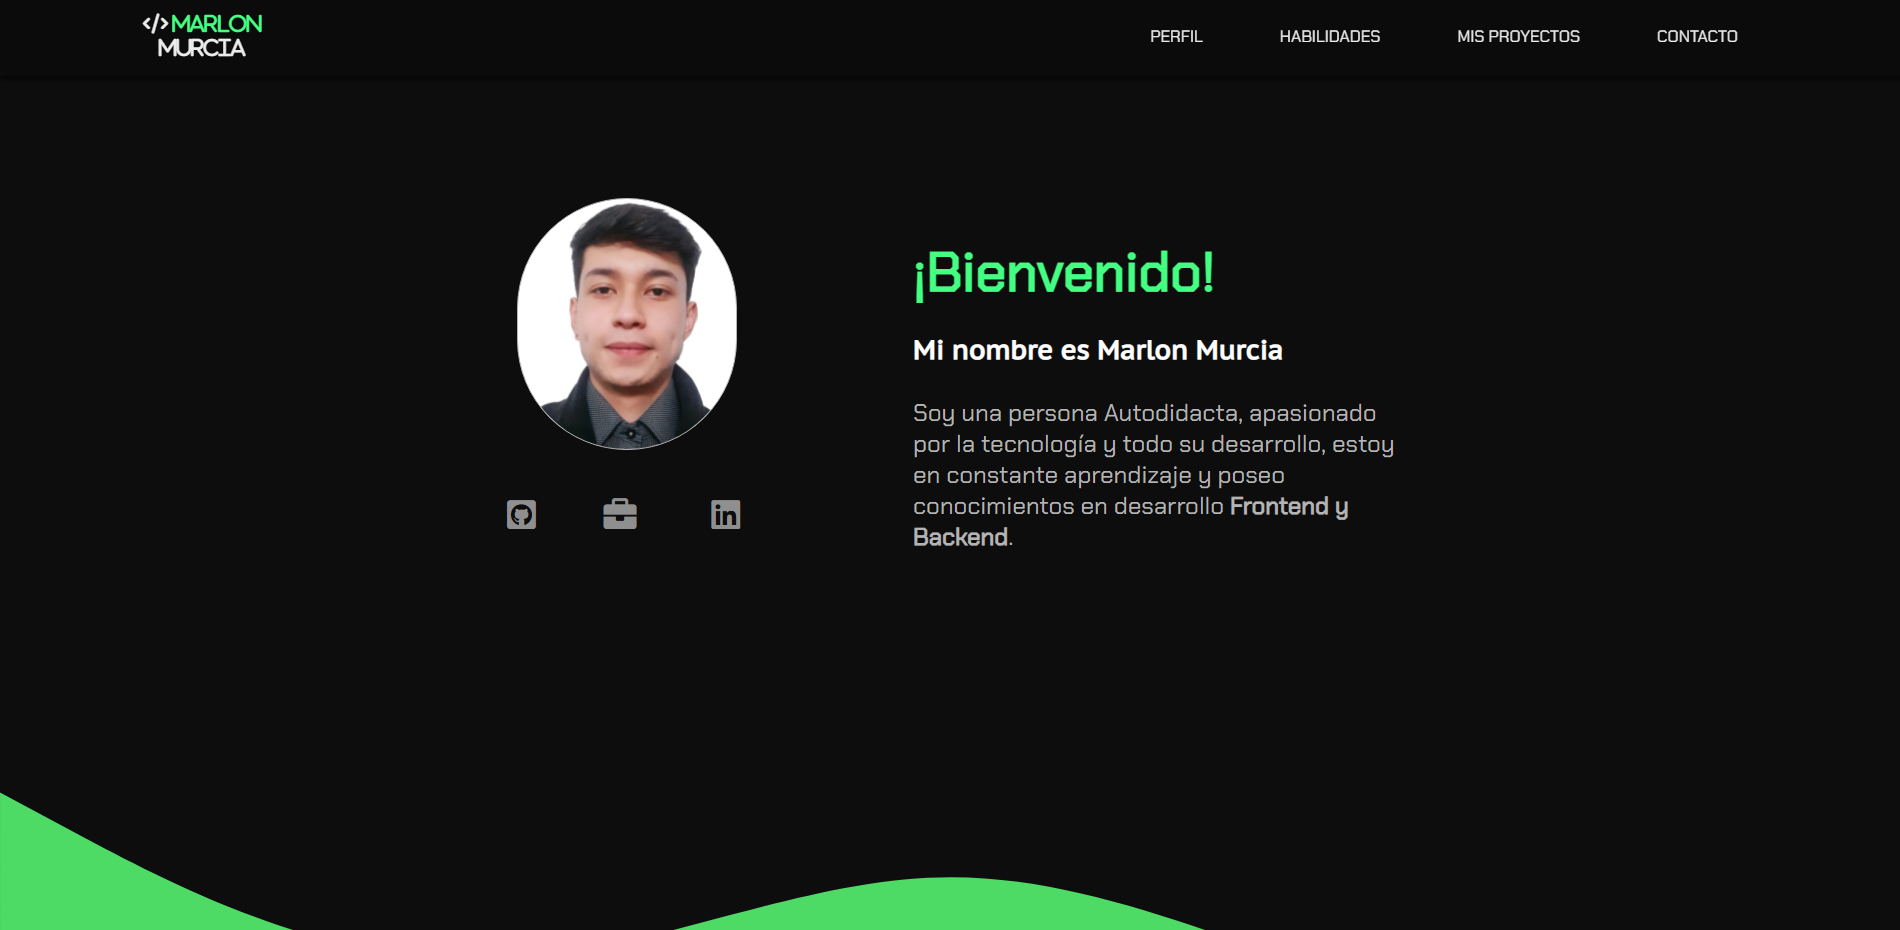 </>MARLON
MURCIA
PERFIL
HABILIDADES
MIS PROYECTOS
CONTACTO
¡Bienvenido!
Mi nombre es Marlon Murcia
Soy una persona Autodidacta, apasionado
por la tecnología y todo su desarrollo, estoy
en constante aprendizaje y poseo
conocimientos en desarrollo Frontend y
Backend.
in